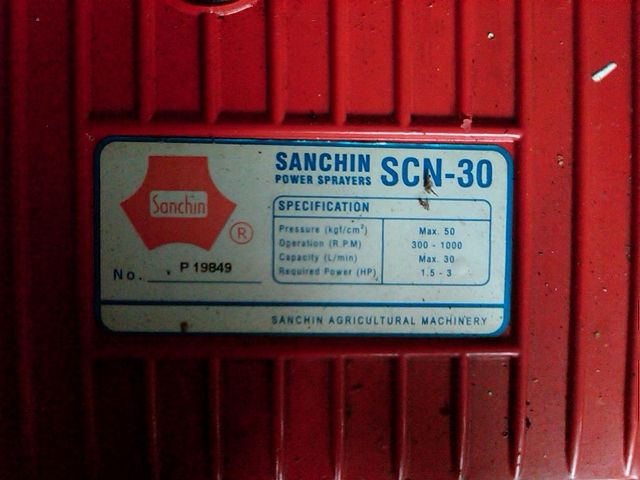 Sanchin
®
No. P 19849
SANCHIN SCN-30
POWER SPRAYERS
SPECIFICATION
Pressure (kgf/cm²) Max. 50
Operation (R.P.M) 300 - 1000
Capacity (L/min) Max. 30
Required Power (HP) 1.5 - 3
SANCHIN AGRICULTURAL MACHINERY